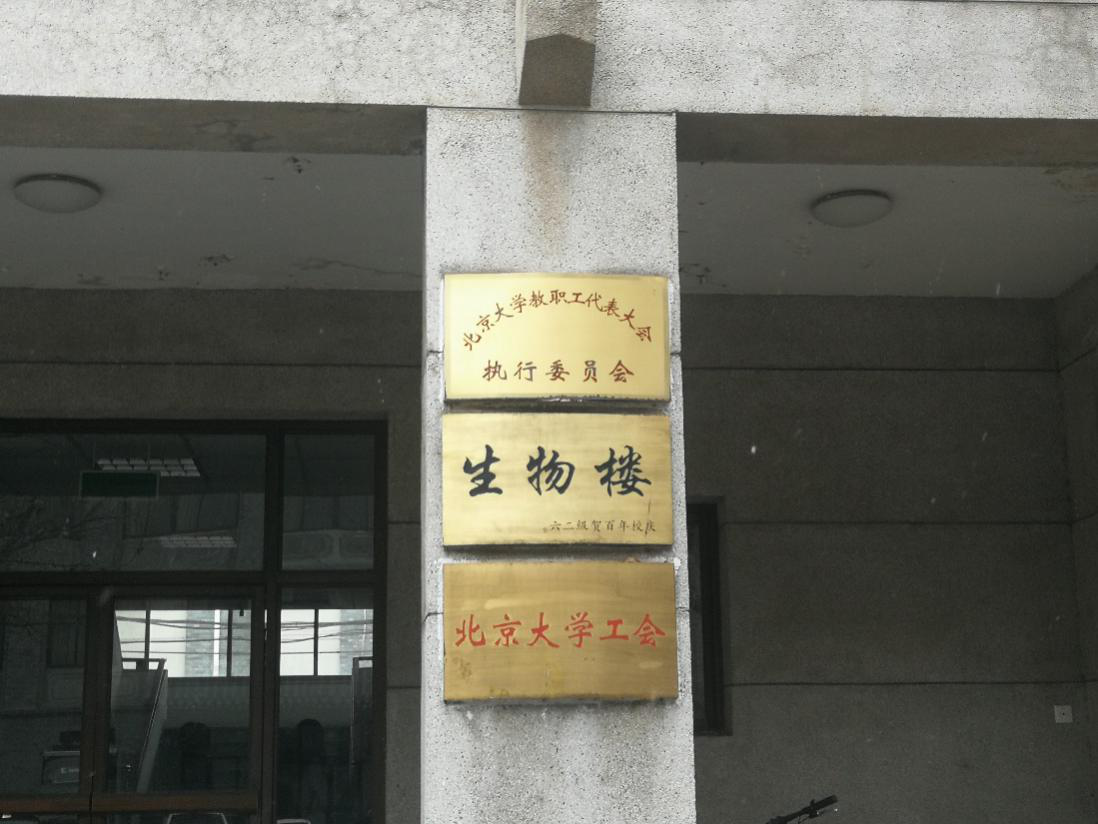 北京大学教职工代表大会
执行委员会
生物楼
六二级贺百年校庆
北京大学工会